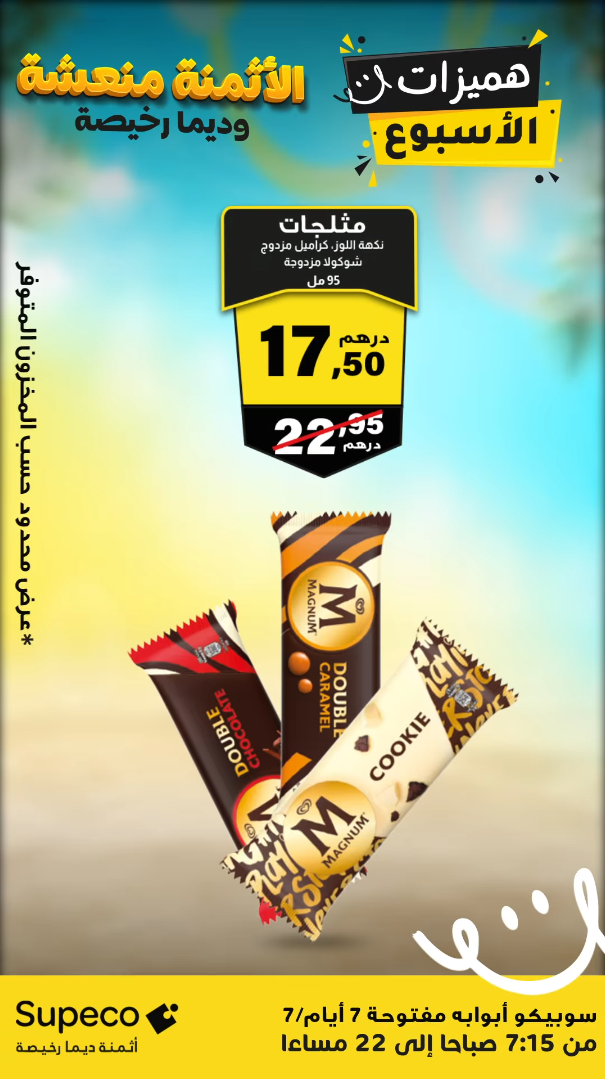 هميزات
الأسبوع
الأثمنة منعشة
وديما رخيصة
مثلجات
نكهة اللوز، كراميل مزدوج
شوكولا مزدوجة
95 مل
17,50 درهم
22,95 درهم
*عرض محدود حسب المخزون المتوفر
M
MAGNUM
DOUBLE
CARAMEL
DOUBLE
CHOCOLATE
COOKIE
M
MAGNUM
سوبيكو أبوابه مفتوحة 7 أيام/7
من 7:15 صباحا إلى 22 مساءا
Supeco
أثمنة ديما رخيصة